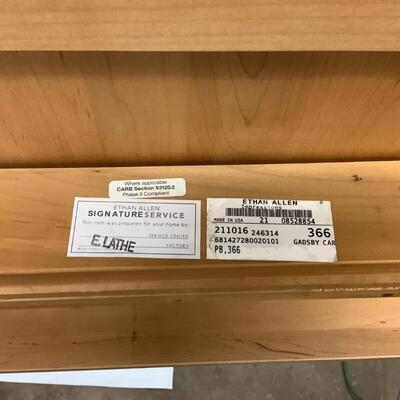 Where applicable
CARB Section 93120.2
Phase II Compliant
ETHAN ALLEN
SIGNATURESERVICE
This item was prepared for your home by:
SERVICE CENTER
E. LATHE
FACTORY
ETHAN ALLEN
Impressions
MADE IN USA 21 08528854
211016 246314 366
681427280020101 GADSBY CAR
PB,366